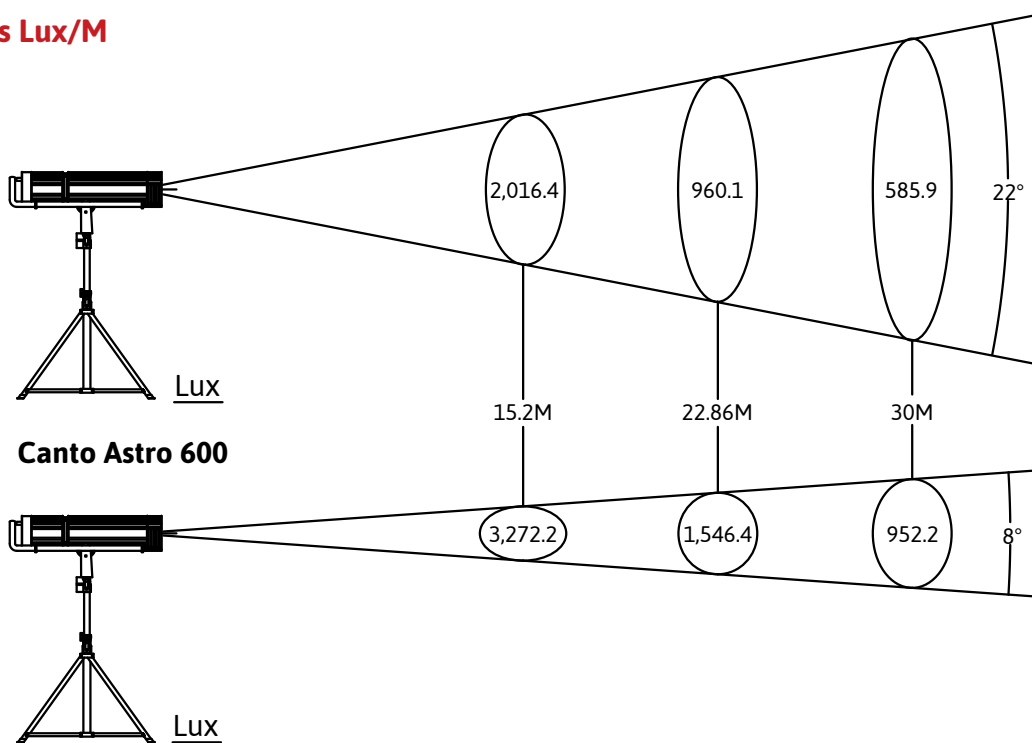 s Lux/M
2,016.4 960.1 585.9 22°
Lux
15.2M 22.86M 30M
Canto Astro 600
3,272.2 1,546.4 952.2 8°
Lux